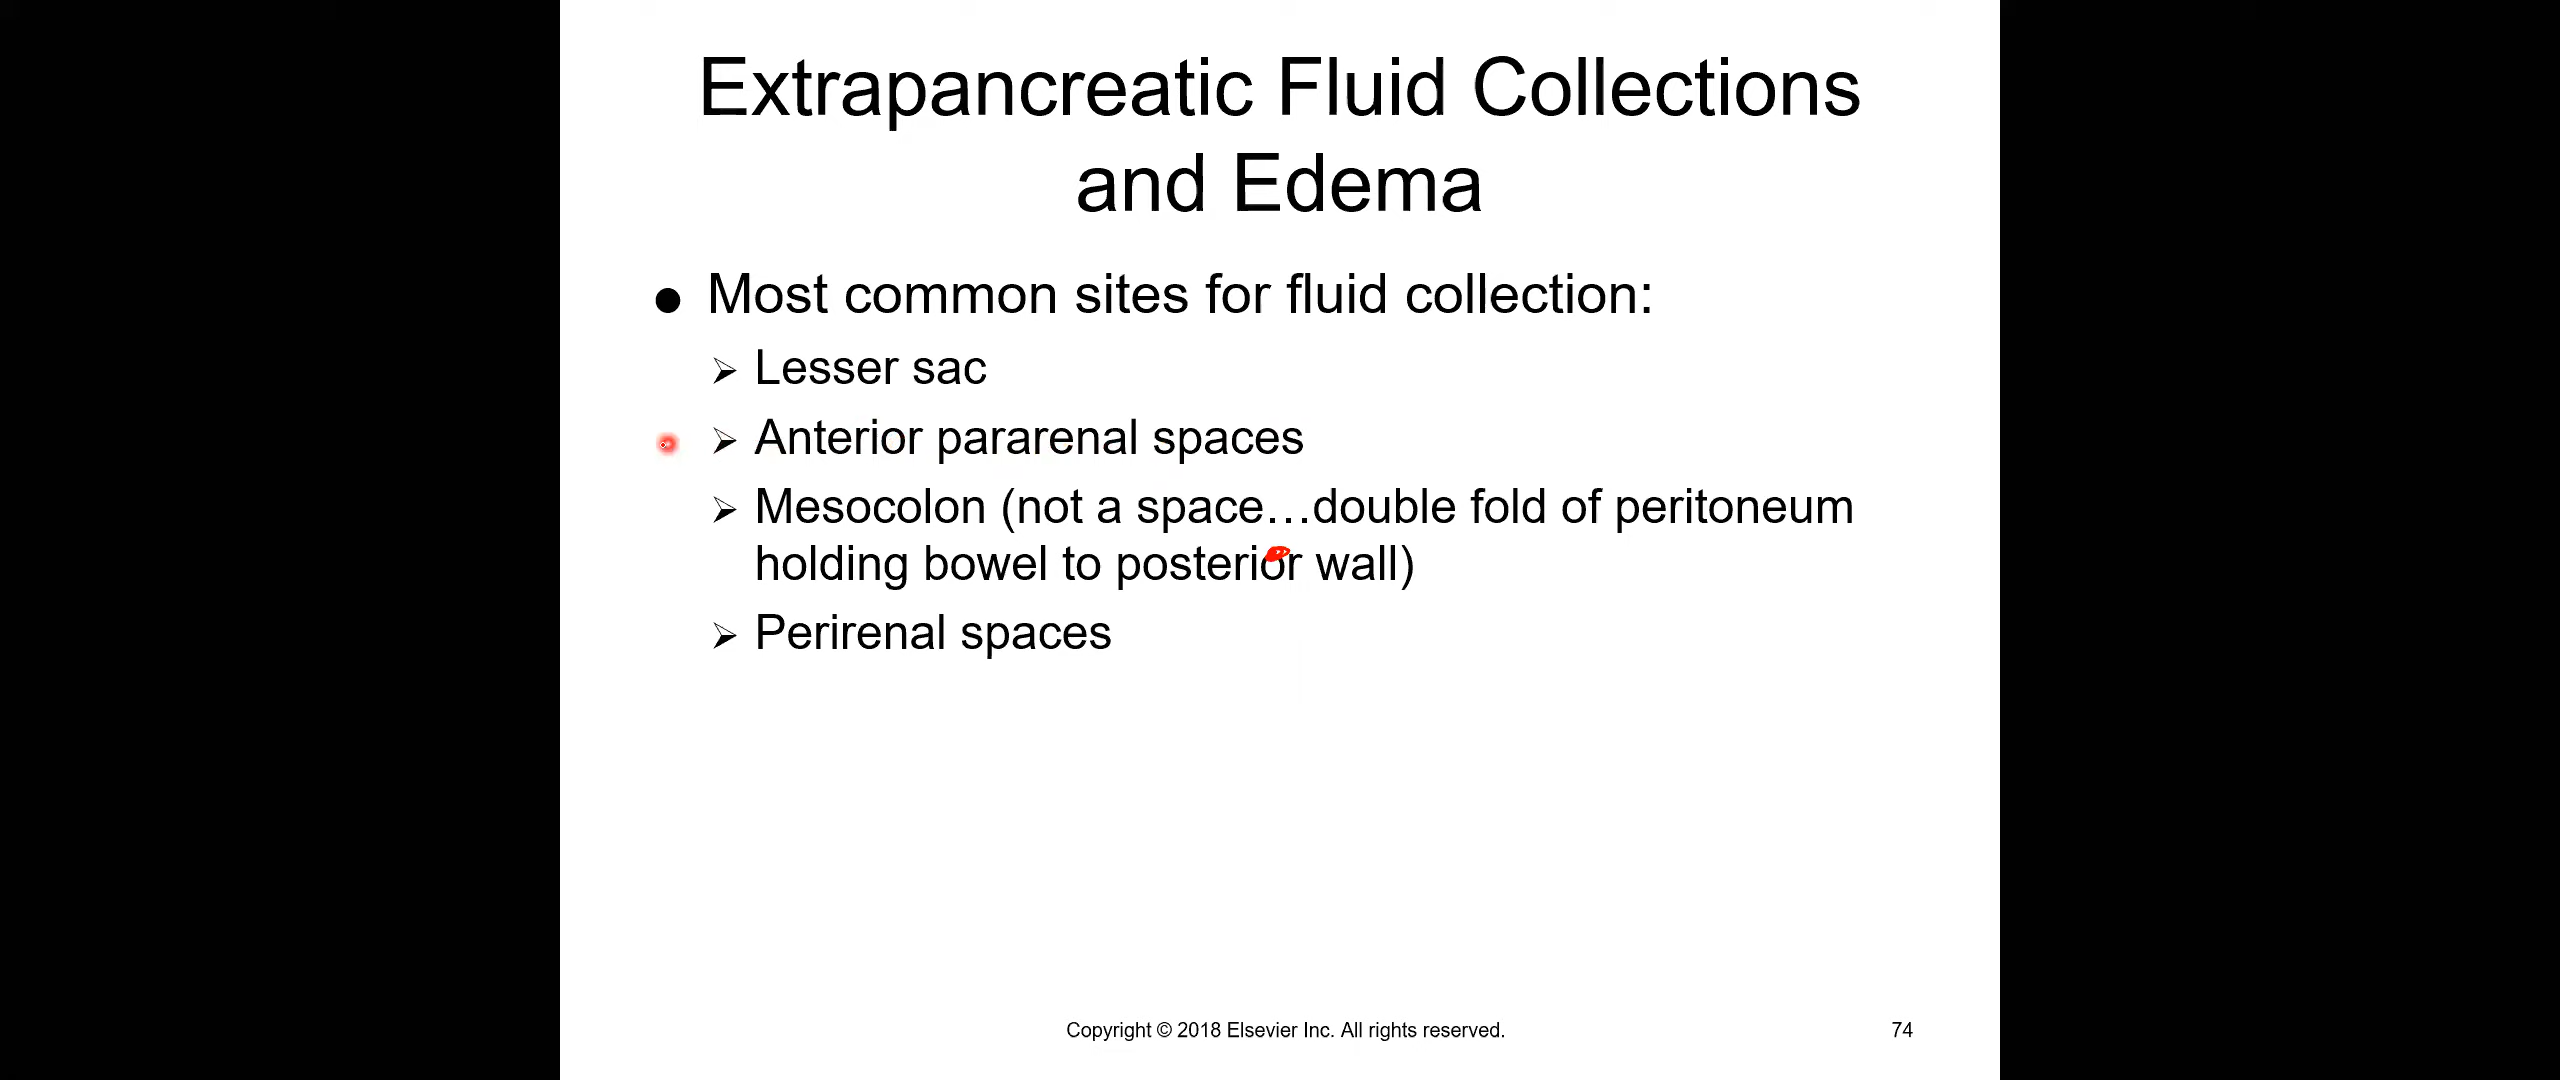 Extrapancreatic Fluid Collections
and Edema
● Most common sites for fluid collection:
➢ Lesser sac
➢ Anterior pararenal spaces
➢ Mesocolon (not a space…double fold of peritoneum
holding bowel to posterior wall)
➢ Perirenal spaces
Copyright © 2018 Elsevier Inc. All rights reserved.
74